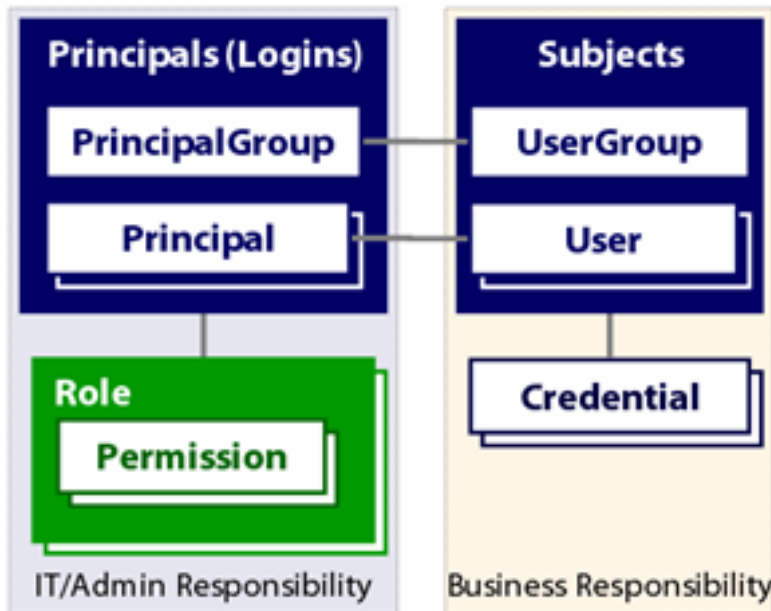 Principals (Logins)
PrincipalGroup
Principal
Role
Permission
IT/Admin Responsibility
Subjects
UserGroup
User
Credential
Business Responsibility